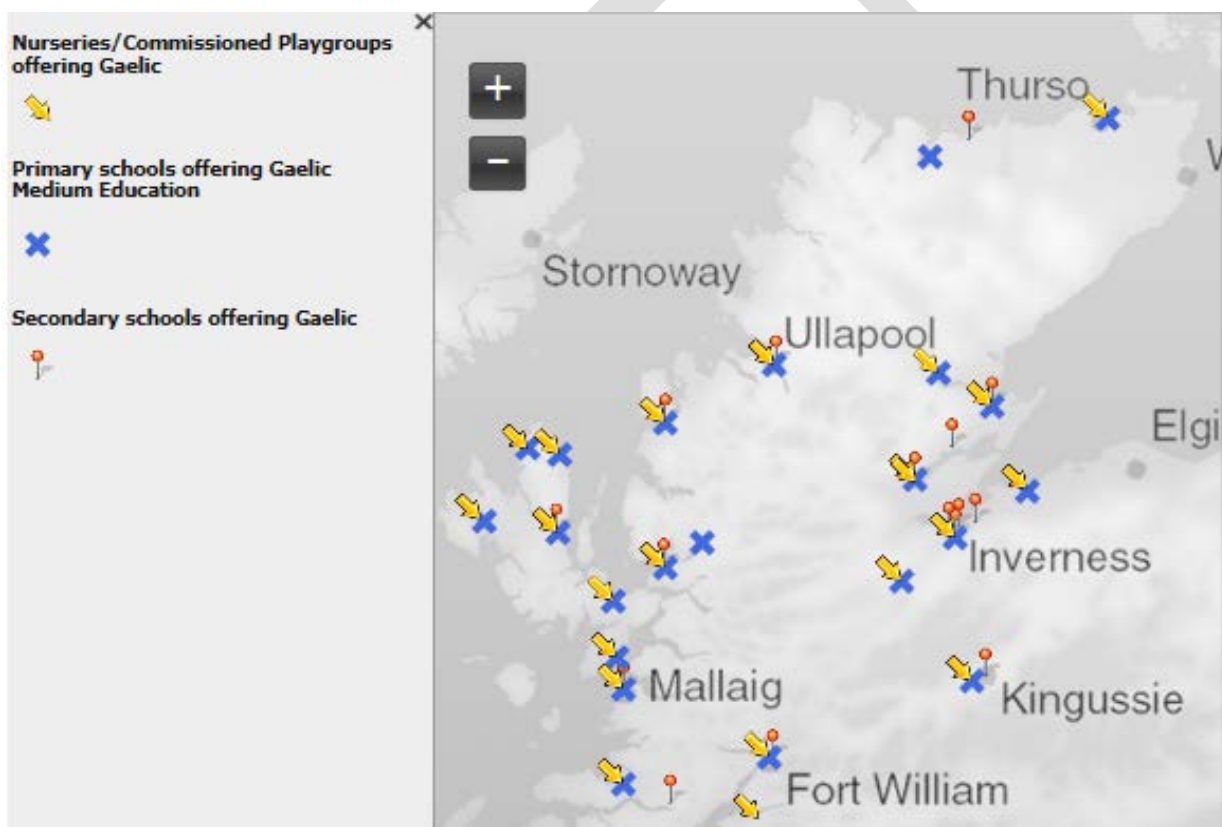 ×
Nurseries/Commissioned Playgroups
offering Gaelic
Primary schools offering Gaelic
Medium Education
Secondary schools offering Gaelic
+
−
Thurso
W
Stornoway
Ullapool
Elgi
Inverness
Mallaig
Kingussie
Fort William